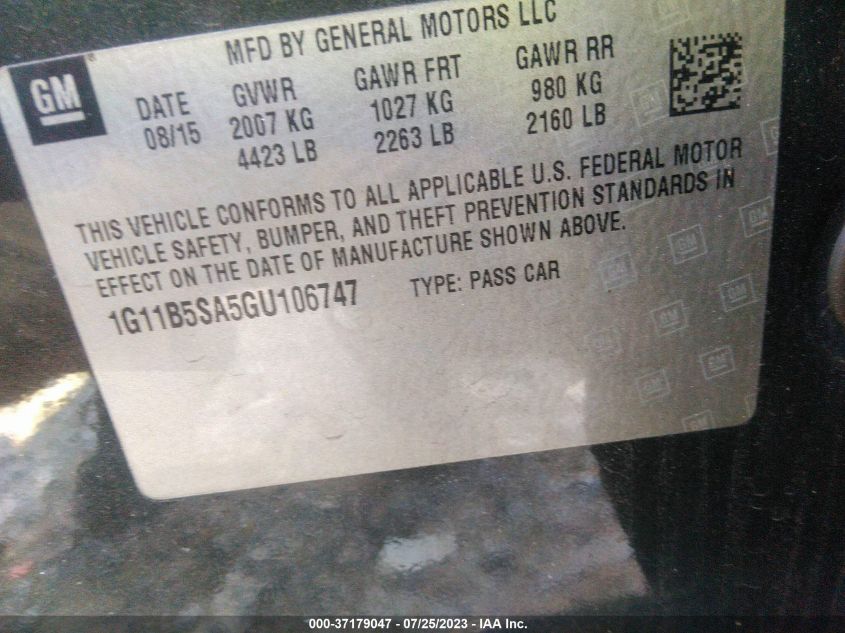 MFD BY GENERAL MOTORS LLC
GM
DATE GVWR GAWR FRT GAWR RR
08/15 2007 KG 1027 KG 980 KG
4423 LB 2263 LB 2160 LB
THIS VEHICLE CONFORMS TO ALL APPLICABLE U.S. FEDERAL MOTOR
VEHICLE SAFETY, BUMPER, AND THEFT PREVENTION STANDARDS IN
EFFECT ON THE DATE OF MANUFACTURE SHOWN ABOVE.
1G11B5SA5GU106747 TYPE: PASS CAR
000-37179047 - 07/25/2023 - IAA Inc.